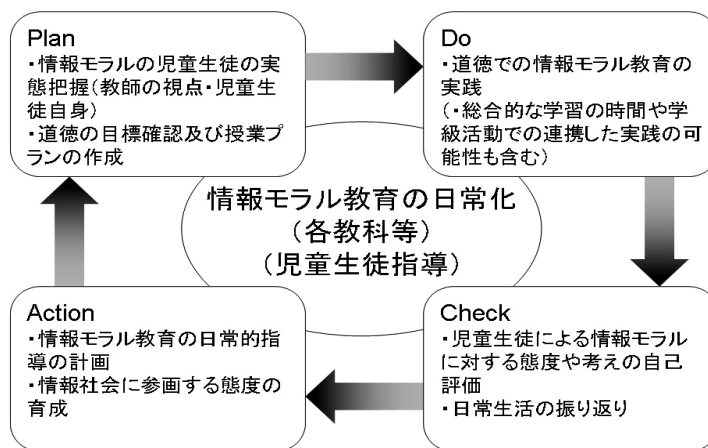 Plan
・情報モラルの児童生徒の実
態把握(教師の視点・児童生
徒自身)
・道徳の目標確認及び授業プ
ランの作成
Do
・道徳での情報モラル教育の
実践
(・総合的な学習の時間や学
級活動での連携した実践の可
能性も含む)
情報モラル教育の日常化
(各教科等)
(児童生徒指導)
Action
・情報モラル教育の日常的指
導の計画
・情報社会に参画する態度の
育成
Check
・児童生徒による情報モラル
に対する態度や考えの自己
評価
・日常生活の振り返り